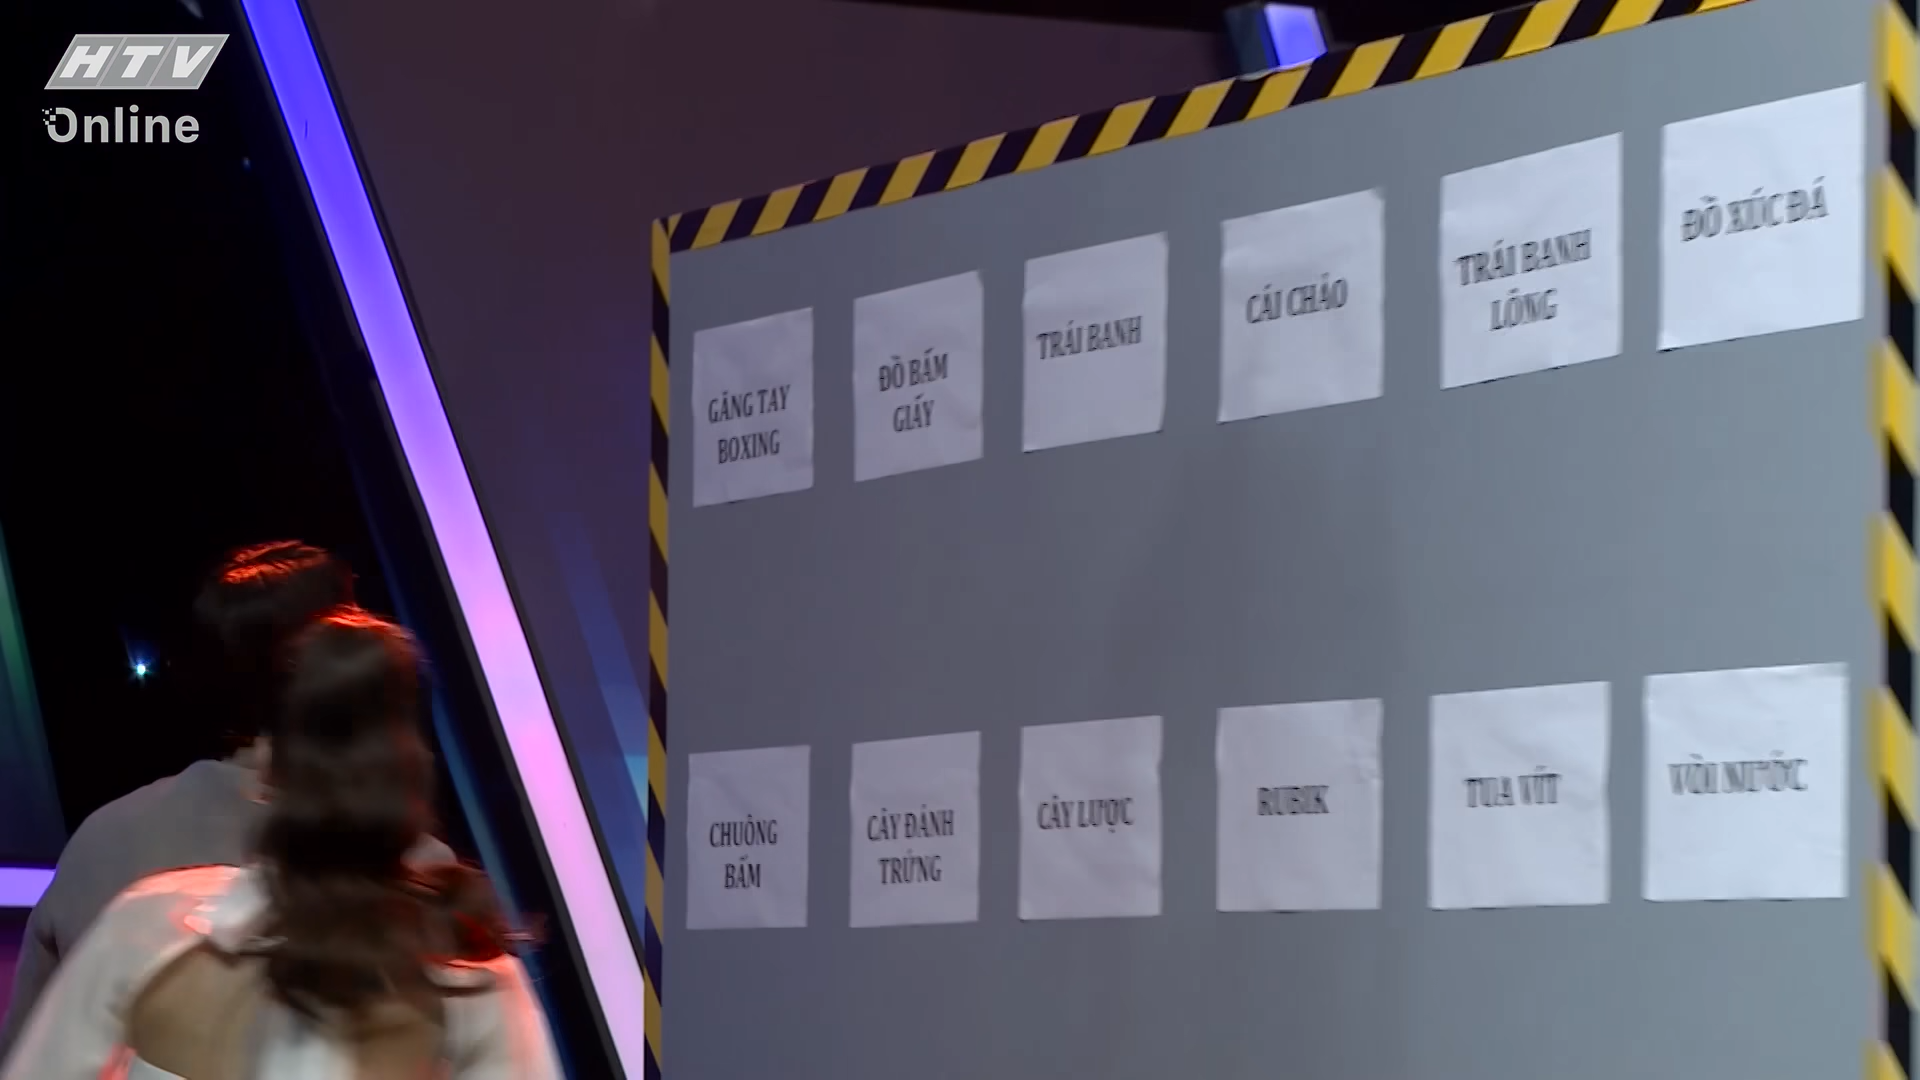 HTV
Online
GĂNG TAY
BOXING
ĐỒ BẤM
GIẤY
TRÁI BANH
CÁI CHẢO
TRÁI BANH
LÔNG
ĐỒ XÚC ĐÁ
CHUÔNG
BẤM
CÂY ĐÁNH
TRỨNG
CÂY LƯỢC
RUBIK
TUA VÍT
VÒI NƯỚC